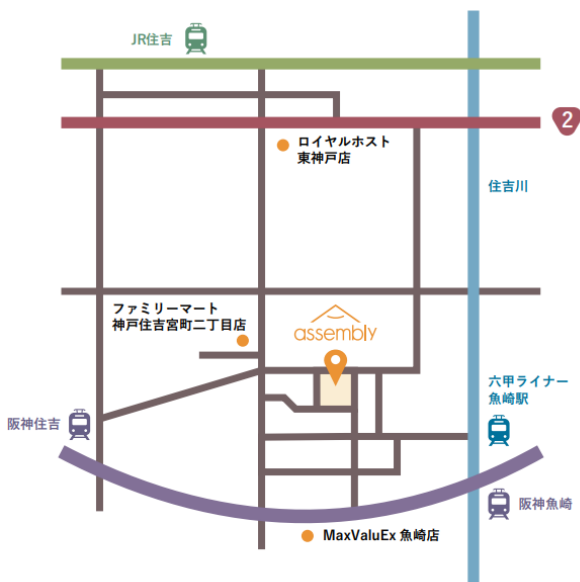 JR住吉
2
ロイヤルホスト
東神戸店
住吉川
ファミリーマート
神戸住吉宮町二丁目店
assembly
六甲ライナー
魚崎駅
阪神住吉
阪神魚崎
MaxValuEx 魚崎店